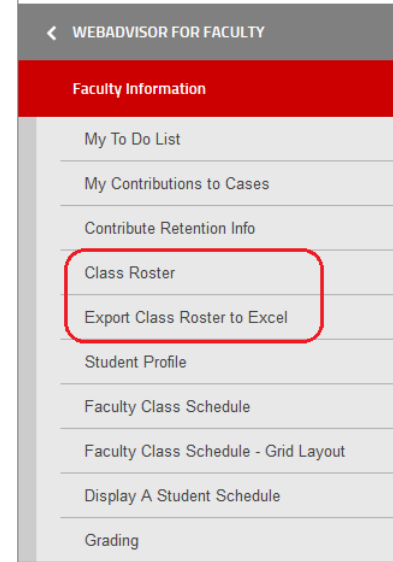 WEBADVISOR FOR FACULTY
Faculty Information
My To Do List
My Contributions to Cases
Contribute Retention Info
Class Roster
Export Class Roster to Excel
Student Profile
Faculty Class Schedule
Faculty Class Schedule - Grid Layout
Display A Student Schedule
Grading